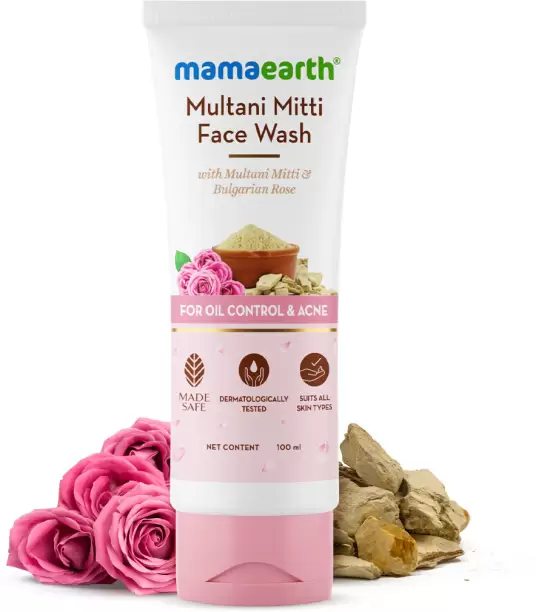 mamaearth®
Multani Mitti
Face Wash
with Multani Mitti &
Bulgarian Rose
FOR OIL CONTROL & ACNE
MADE
SAFE
DERMATOLOGICALLY
TESTED
SUITS ALL
SKIN TYPES
NET CONTENT 100 ml